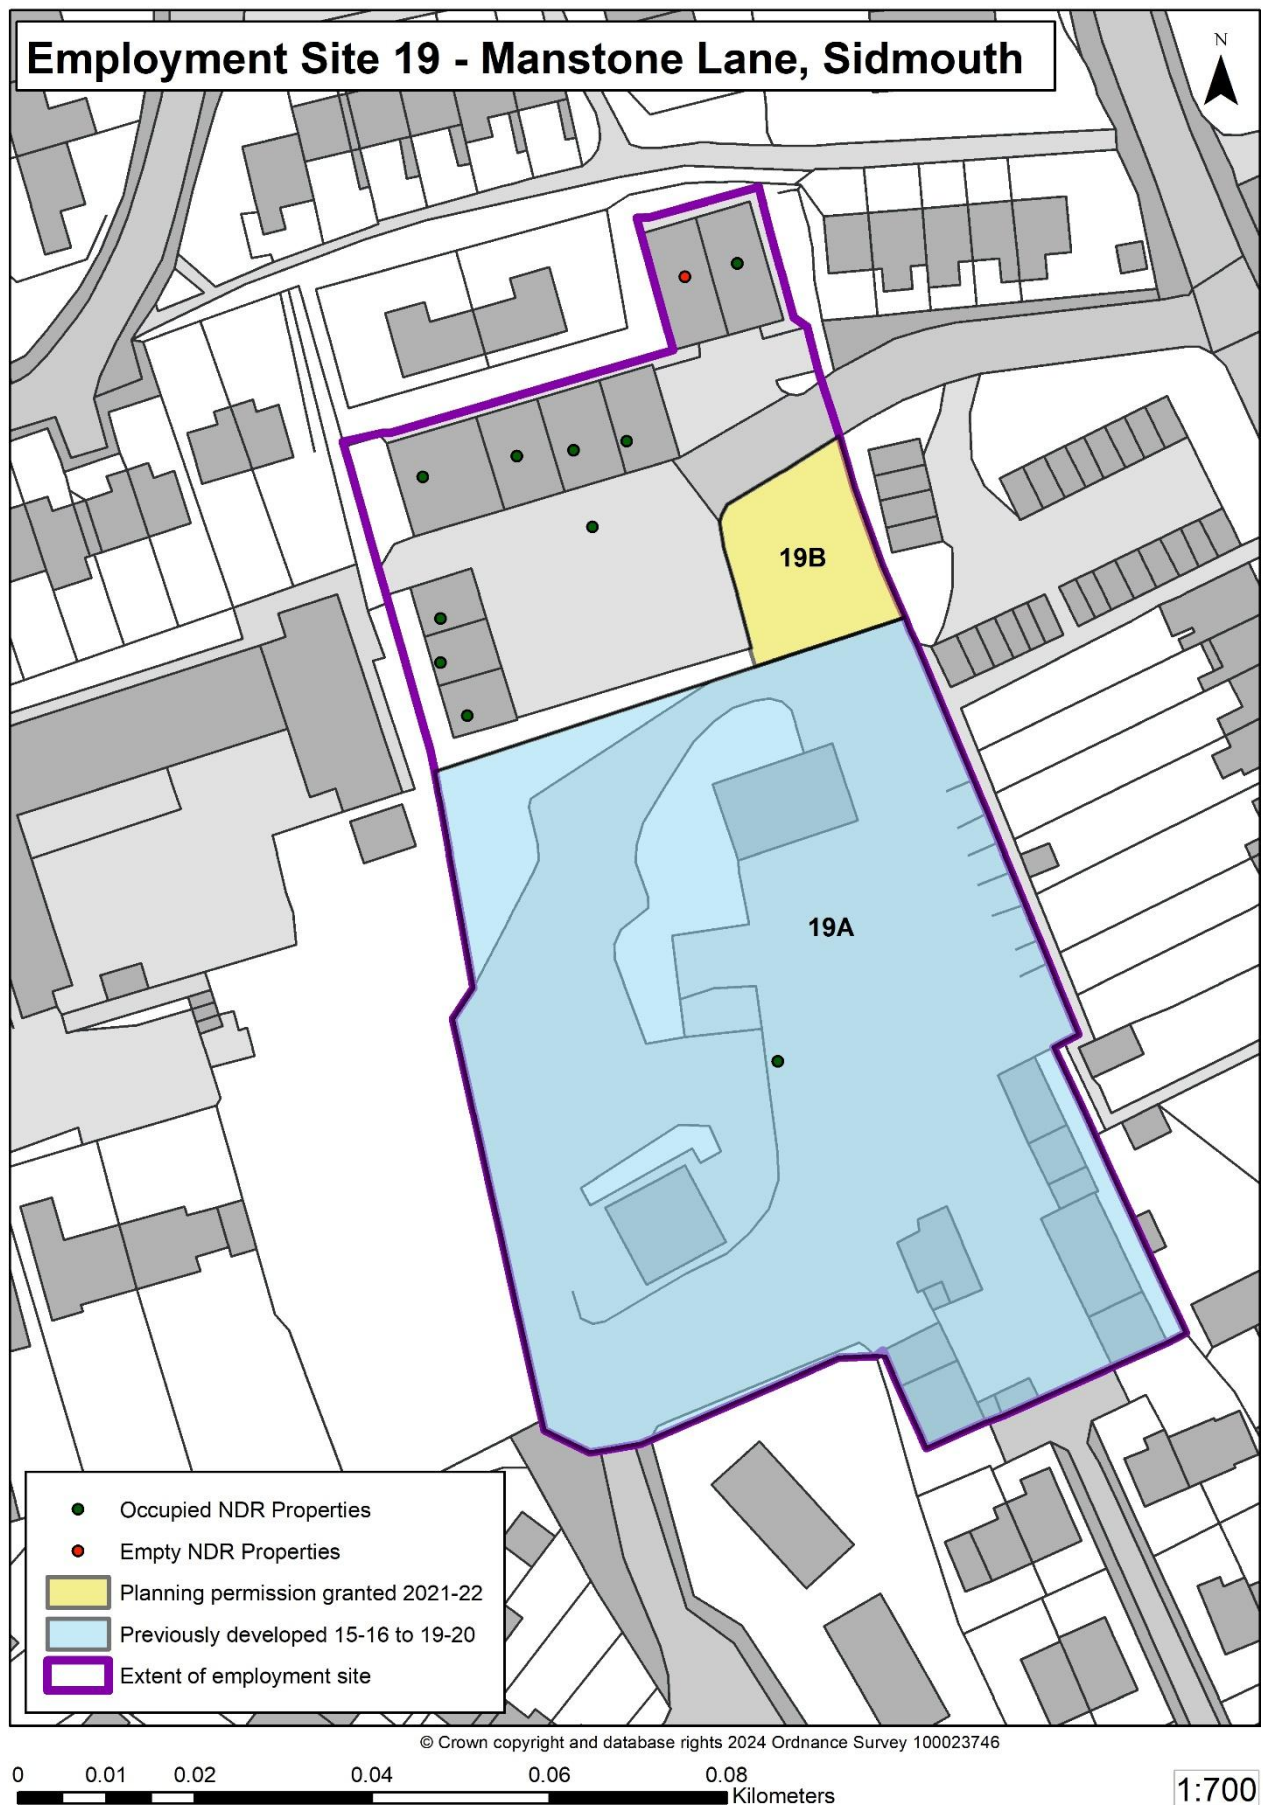 Employment Site 19 - Manstone Lane, Sidmouth
N
19B
19A
Occupied NDR Properties
Empty NDR Properties
Planning permission granted 2021-22
Previously developed 15-16 to 19-20
Extent of employment site
© Crown copyright and database rights 2024 Ordnance Survey 100023746
0 0.01 0.02 0.04 0.06 0.08
Kilometers
1:700